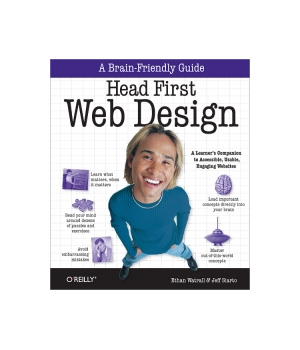 A Brain-Friendly Guide
Head First
Web Design
A Learner's Companion
to Accessible, Usable,
Engaging Websites
Learn what
matters, when
it matters
Load important
concepts directly into
your brain
Bend your mind
around dozens
of puzzles and
exercises
Avoid
embarrassing
mistakes
Master
out-of-this-world
concepts
O'REILLY
Ethan Watrall & Jeff Siarto